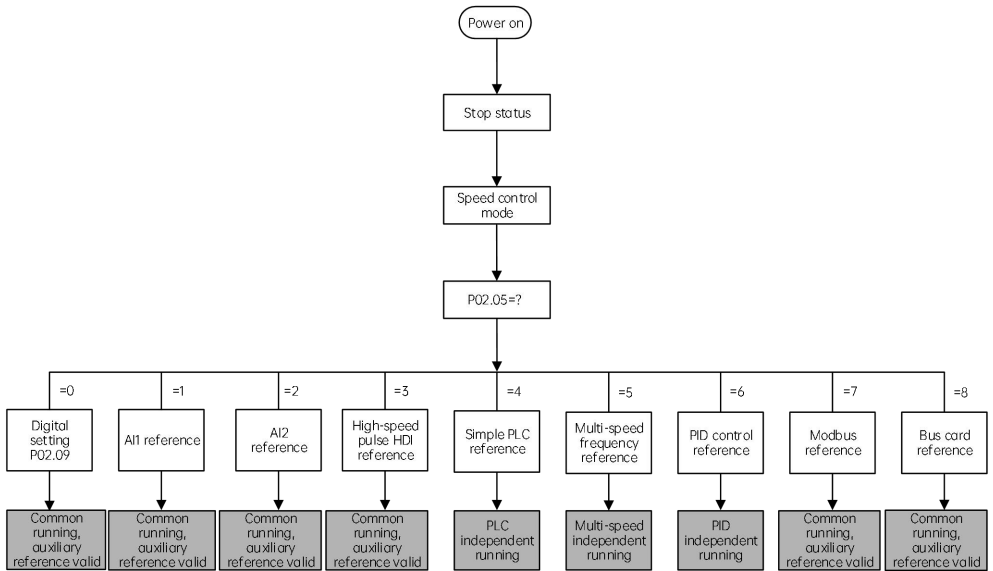 Power on
Stop status
Speed control
mode
P02.05=?
=0
=1
=2
=3
=4
=5
=6
=7
=8
Digital
setting
P02.09
AI1 reference
AI2
reference
High-speed
pulse HDI
reference
Simple PLC
reference
Multi-speed
frequency
reference
PID control
reference
Modbus
reference
Bus card
reference
Common
running,
auxiliary
reference valid
Common
running,
auxiliary
reference valid
Common
running,
auxiliary
reference valid
Common
running,
auxiliary
reference valid
PLC
independent
running
Multi-speed
independent
running
PID
independent
running
Common
running,
auxiliary
reference valid
Common
running,
auxiliary
reference valid